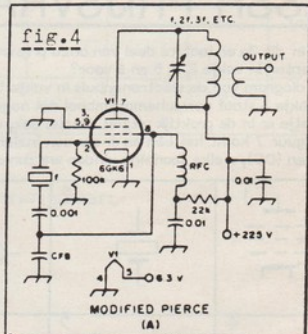 fig.4
f, 2f, 3f, ETC.
OUTPUT
V1 7
3,
5,9
8
2
1
6GK6
f
100k
RFC
0.001
22k
0.01
0.01
CFB
+225 V
V1
4
5
6.3 V
MODIFIED PIERCE
(A)